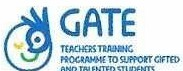 GATE
TEACHERS TRAINING
PROGRAMME TO SUPPORT GIFTED
AND TALENTED STUDENTS